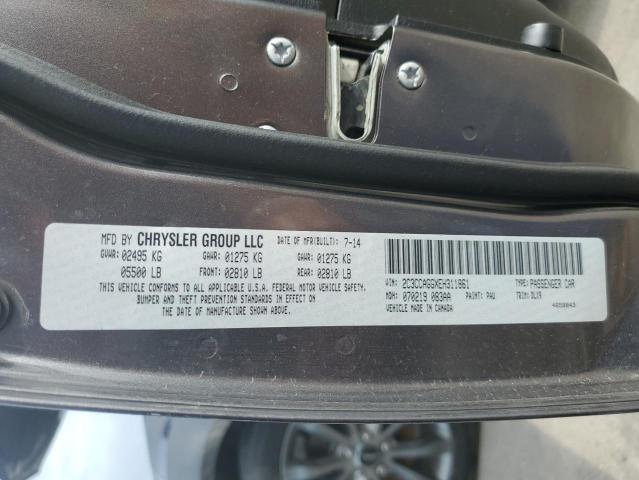 MFD BY CHRYSLER GROUP LLC DATE OF MFR(BUILT): 7-14
GVWR: 02495 KG GAWR: 01275 KG GAWR: 01275 KG
05500 LB FRONT: 02810 LB REAR: 02810 LB
THIS VEHICLE CONFORMS TO ALL APPLICABLE U.S.A. FEDERAL MOTOR VEHICLE SAFETY,
BUMPER AND THEFT PREVENTION STANDARDS IN EFFECT ON
THE DATE OF MANUFACTURE SHOWN ABOVE.
VIN: 2C3CCAGGXEH311961 TYPE: PASSENGER CAR
MDH: 070219 083AA PAINT: PAU TRIM: DLX9
VEHICLE MADE IN CANADA